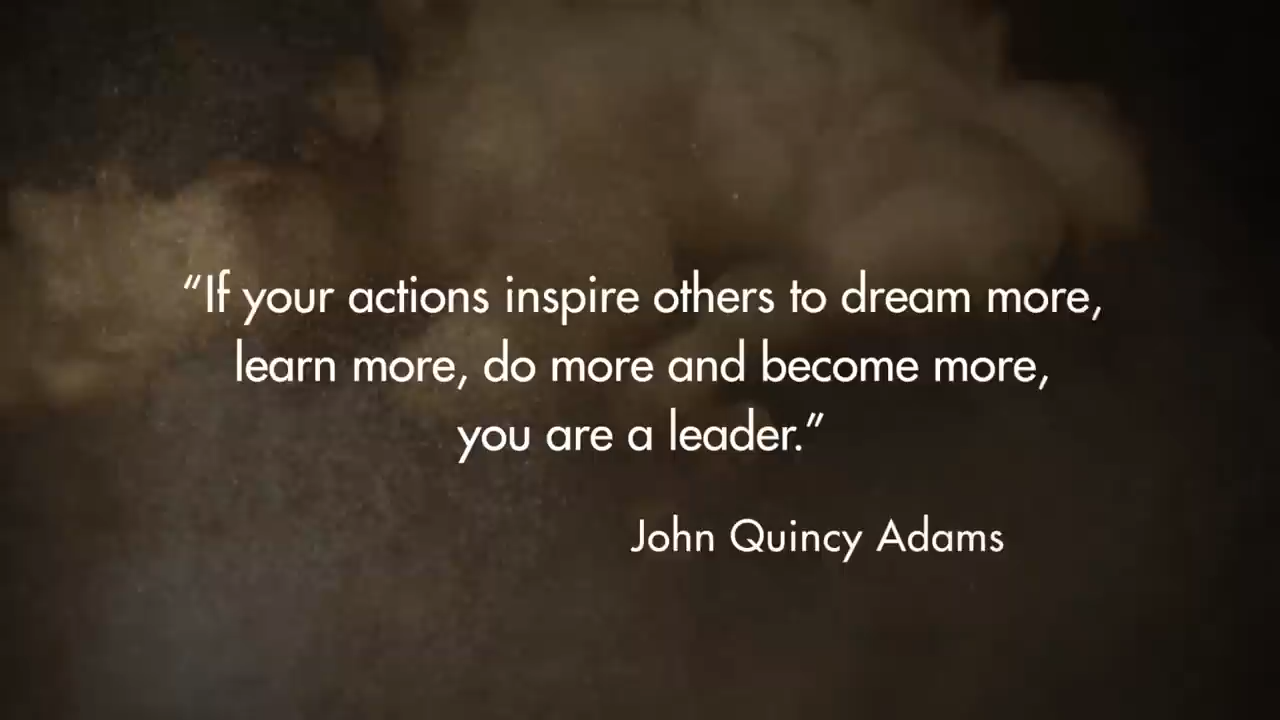 “If your actions inspire others to dream more,
learn more, do more and become more,
you are a leader.”
John Quincy Adams